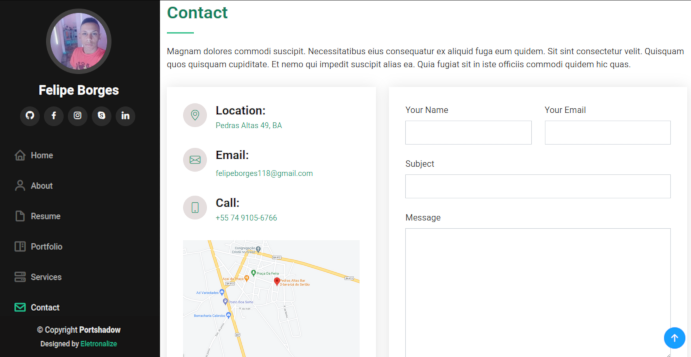 Felipe Borges
Home
About
Resume
Portfolio
Services
Contact
© Copyright Portshadow
Designed by Eletronalize
Contact
Magnam dolores commodi suscipit. Necessitatibus eius consequatur ex aliquid fuga eum quidem. Sit sint consectetur velit. Quisquam
quos quisquam cupiditate. Et nemo qui impedit suscipit alias ea. Quia fugiat sit in iste officiis commodi quidem hic quas.
Location:
Pedras Altas 49, BA
Email:
felipeborges118@gmail.com
Call:
+55 74 9105-6766
Your Name
Your Email
Subject
Message